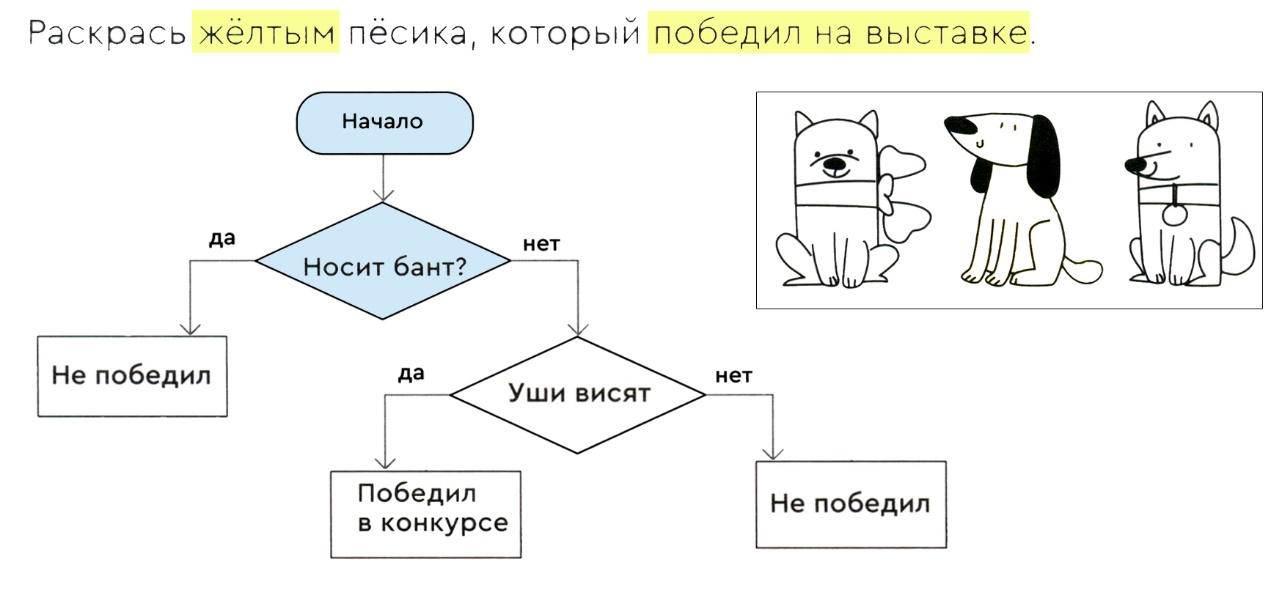 Раскрась жёлтым пёсика, который победил на выставке.
Начало
Носит бант?
да
нет
Не победил
Уши висят
да
нет
Победил
в конкурсе
Не победил